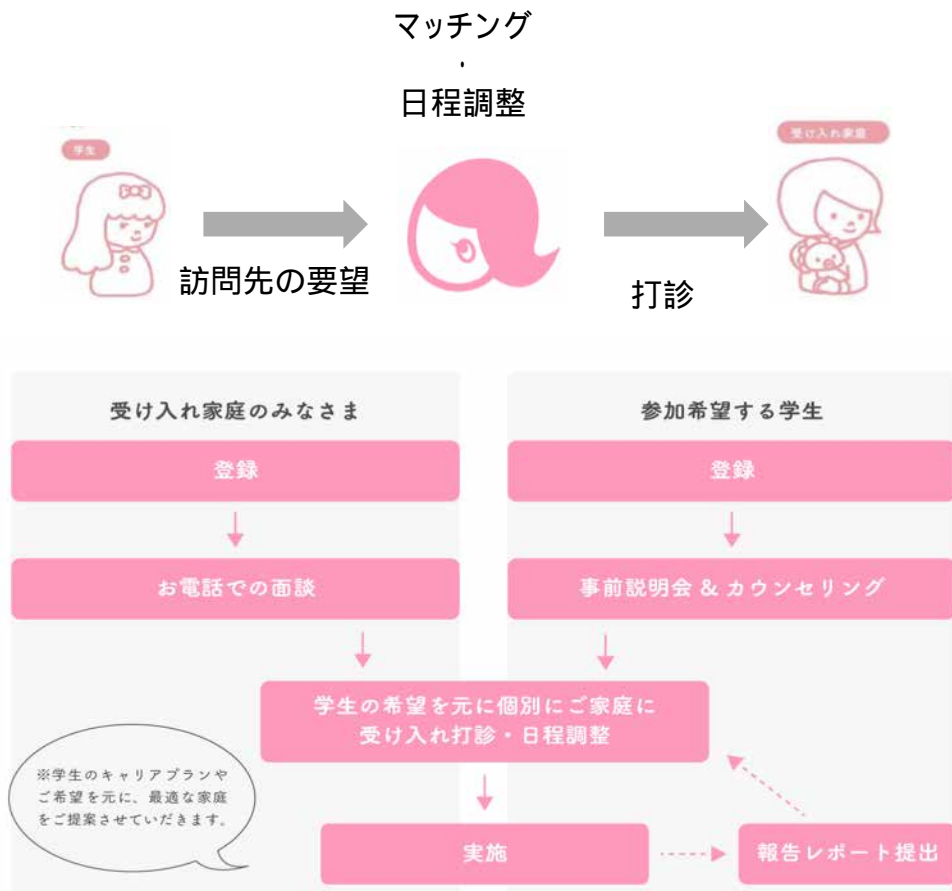 マッチング
・
日程調整
学生
受け入れ家庭
訪問先の要望
打診
受け入れ家庭のみなさま
登録
お電話での面談
参加希望する学生
登録
事前説明会 & カウンセリング
学生の希望を元に個別にご家庭に
受け入れ打診・日程調整
※学生のキャリアプランや
ご希望を元に、最適な家庭
をご提案させていだきます。
実施
報告レポート提出